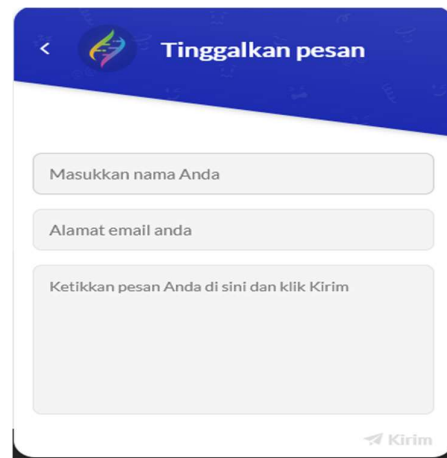 Tinggalkan pesan
Masukkan nama Anda
Alamat email anda
Ketikkan pesan Anda di sini dan klik Kirim
Kirim